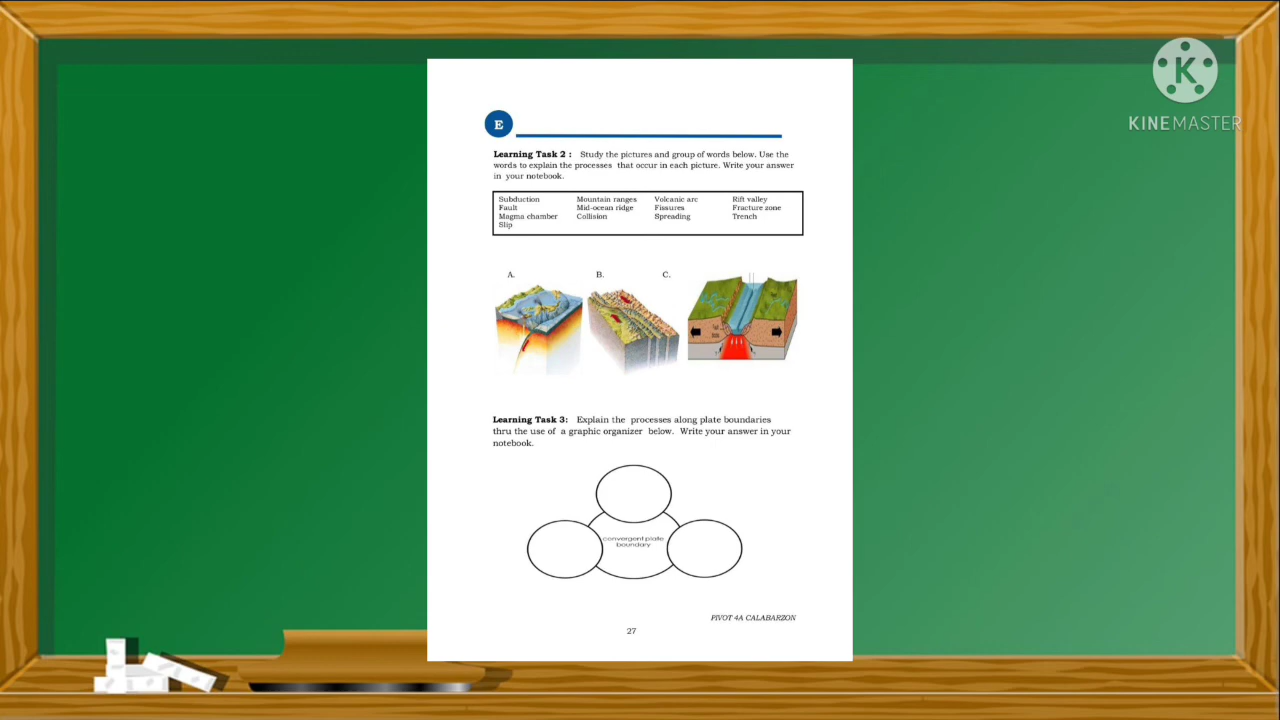 KINEMASTER
E
Learning Task 2 : Study the pictures and group of words below. Use the
words to explain the processes that occur in each picture. Write your answer
in your notebook.
Subduction Mountain ranges Volcanic arc Rift valley
Fault Mid-ocean ridge Fissures Fracture zone
Magma chamber Collision Spreading Trench
Slip
A. B. C.
Learning Task 3: Explain the processes along plate boundaries
thru the use of a graphic organizer below. Write your answer in your
notebook.
convergent plate
boundary
PIVOT 4A CALABARZON
27